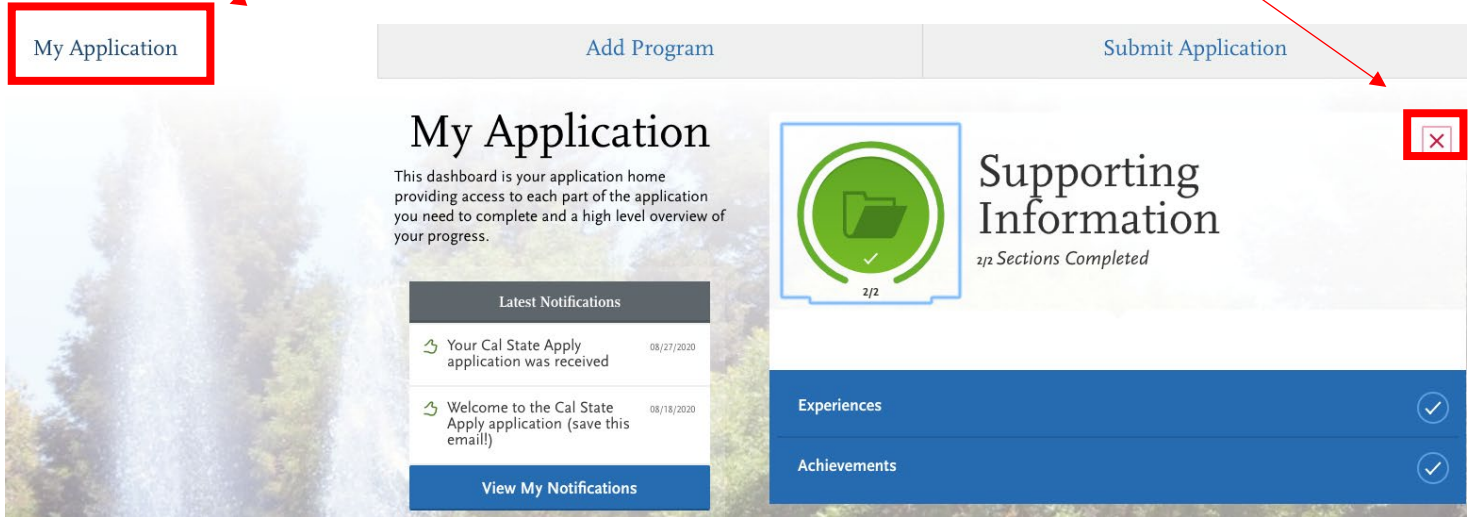 My Application
Add Program
Submit Application
My Application
This dashboard is your application home
providing access to each part of the application
you need to complete and a high level overview of
your progress.
Latest Notifications
Your Cal State Apply
application was received
08/27/2020
Welcome to the Cal State
Apply application (save this
email!)
08/18/2020
View My Notifications
2/2
Supporting
Information
2/2 Sections Completed
Experiences
Achievements